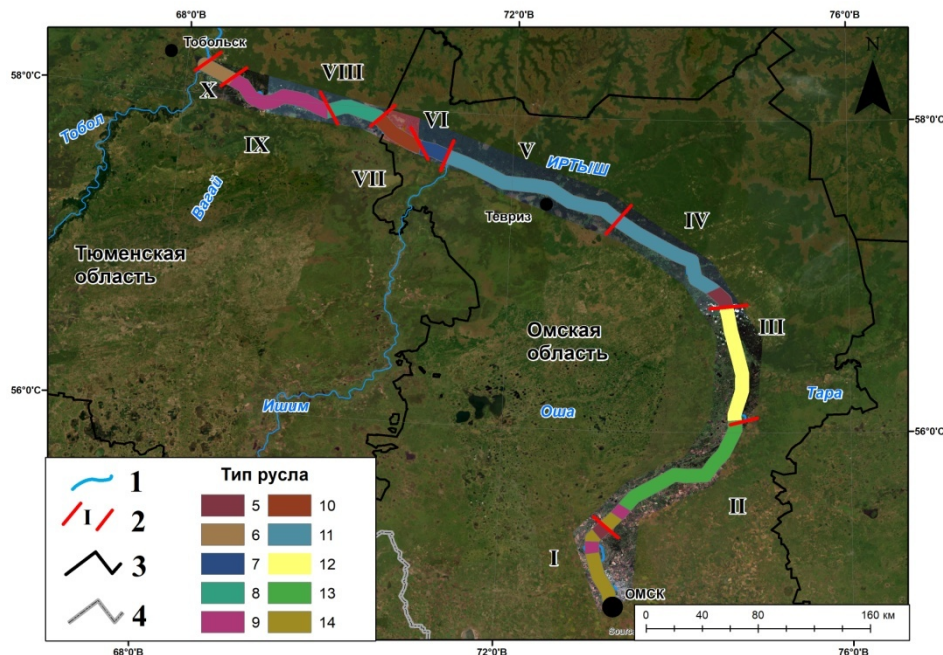 68°0'В
72°0'В
76°0'В
Тобольск
N
58°0'С
VIII
X
58°0'С
Тобол
VI
IX
V
ИРТЫШ
VII
Вагай
Тевриз
IV
Тюменская
область
Омская
область
III
56°0'С
Ишим
Оша
Тара
56°0'С
1
I
2
3
4
Тип русла
5
10
6
11
7
12
8
13
9
14
II
I
ОМСК
0
40
80
160 км
68°0'В
72°0'В
76°0'В